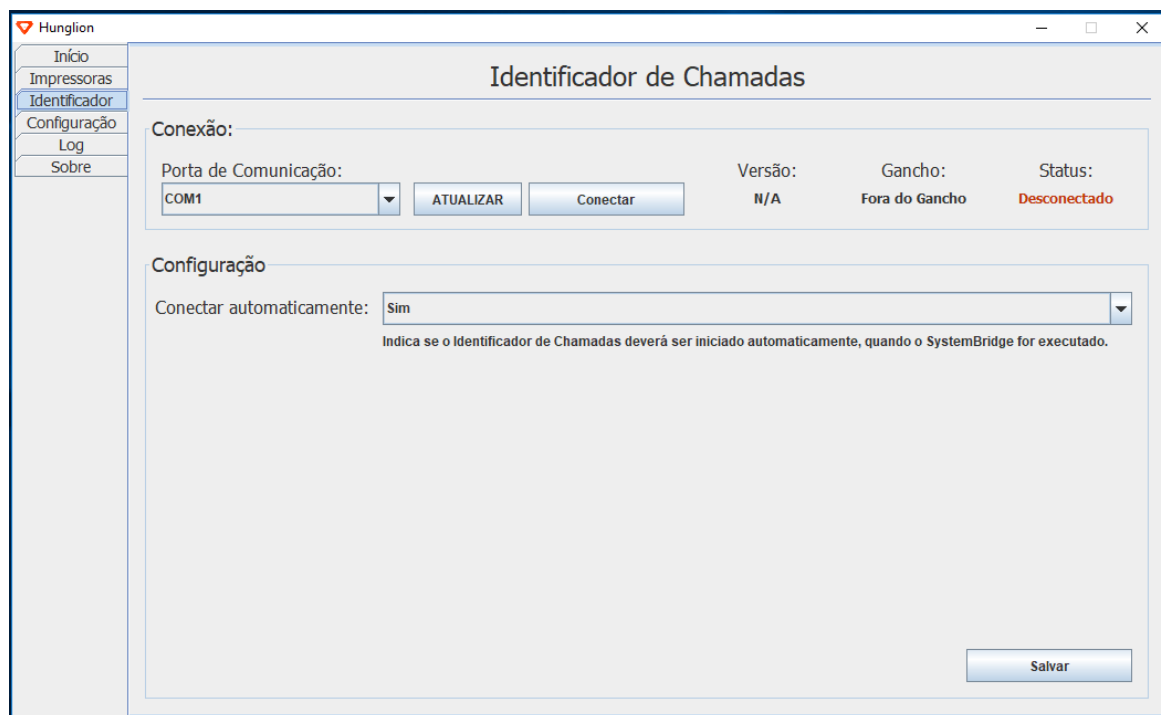 Hunglion
Início
Impressoras
Identificador
Configuração
Log
Sobre
Identificador de Chamadas
Conexão:
Porta de Comunicação:
Versão:
Gancho:
Status:
COM1
ATUALIZAR
Conectar
N/A
Fora do Gancho
Desconectado
Configuração
Conectar automaticamente:
Sim
Indica se o Identificador de Chamadas deverá ser iniciado automaticamente, quando o SystemBridge for executado.
Salvar